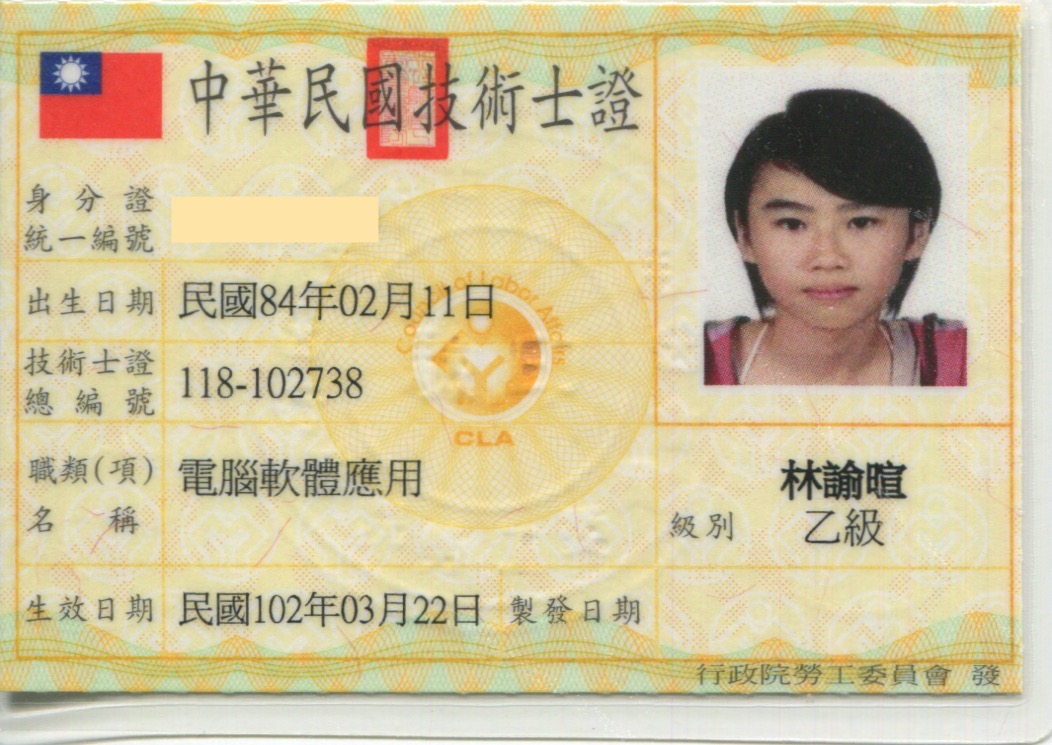 中華民國技術士證
身分證
統一編號
出生日期 民國84年02月11日
技術士證
總編號 118-102738
職類(項)
名稱 電腦軟體應用
生效日期 民國102年03月22日 製發日期
林諭暄
級別 乙級
CLA
行政院勞工委員會 發